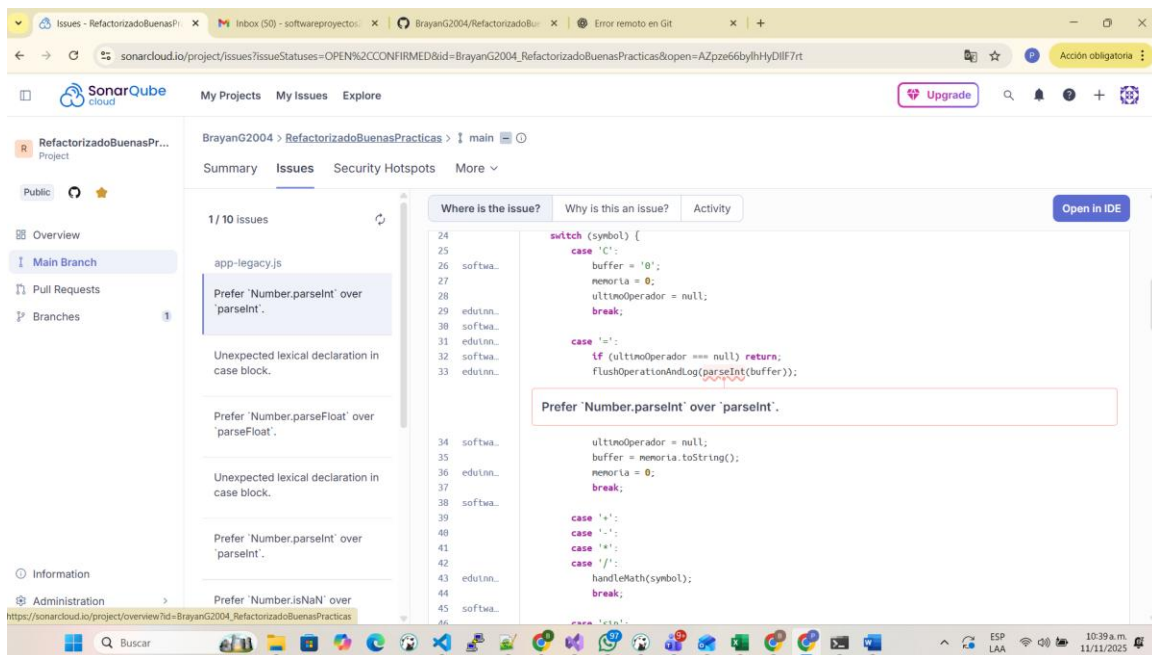 Issues - RefactorizadoBuenasPr
Inbox (50) - softwareproyectos
BrayanG2004/RefactorizadoBue
Error remoto en Git
sonarcloud.io/project/issues?issueStatuses=OPEN%2CCONFIRMED&id=BrayanG2004_RefactorizadoBuenasPracticas&open=AZpze66bylhHyDIlF7rt
P
Acción obligatoria
SonarQube cloud
My Projects My Issues Explore
Upgrade
R
RefactorizadoBuenasPr...
Project
Public
Overview
Main Branch
Pull Requests
Branches 1
Information
Administration
BrayanG2004 > RefactorizadoBuenasPracticas > main
Summary Issues Security Hotspots More
1 / 10 issues
app-legacy.js
Prefer `Number.parseInt` over
`parseInt`.
Unexpected lexical declaration in
case block.
Prefer `Number.parseFloat` over
`parseFloat`.
Unexpected lexical declaration in
case block.
Prefer `Number.parseInt` over
`parseInt`.
Prefer `Number.isNaN` over
Where is the issue? Why is this an issue? Activity
Open in IDE
24 switch (symbol) {
25 case 'C':
26 softwa… buffer = '0';
27 memoria = 0;
28 ultimoOperador = null;
29 eduinn… break;
30 softwa…
31 eduinn… case '=':
32 softwa… if (ultimoOperador === null) return;
33 eduinn… flushOperationAndLog(parseInt(buffer));
Prefer `Number.parseInt` over `parseInt`.
34 softwa… ultimoOperador = null;
35 buffer = memoria.toString();
36 eduinn… memoria = 0;
37 break;
38 softwa…
39 case '+':
40 case '-':
41 case '*':
42 case '/':
43 eduinn… handleMath(symbol);
44 break;
45 softwa…
46 case 'sin':
https://sonarcloud.io/project/overview?id=BrayanG2004_RefactorizadoBuenasPracticas
Buscar
97
ESP
LAA
10:39 a.m.
11/11/2025